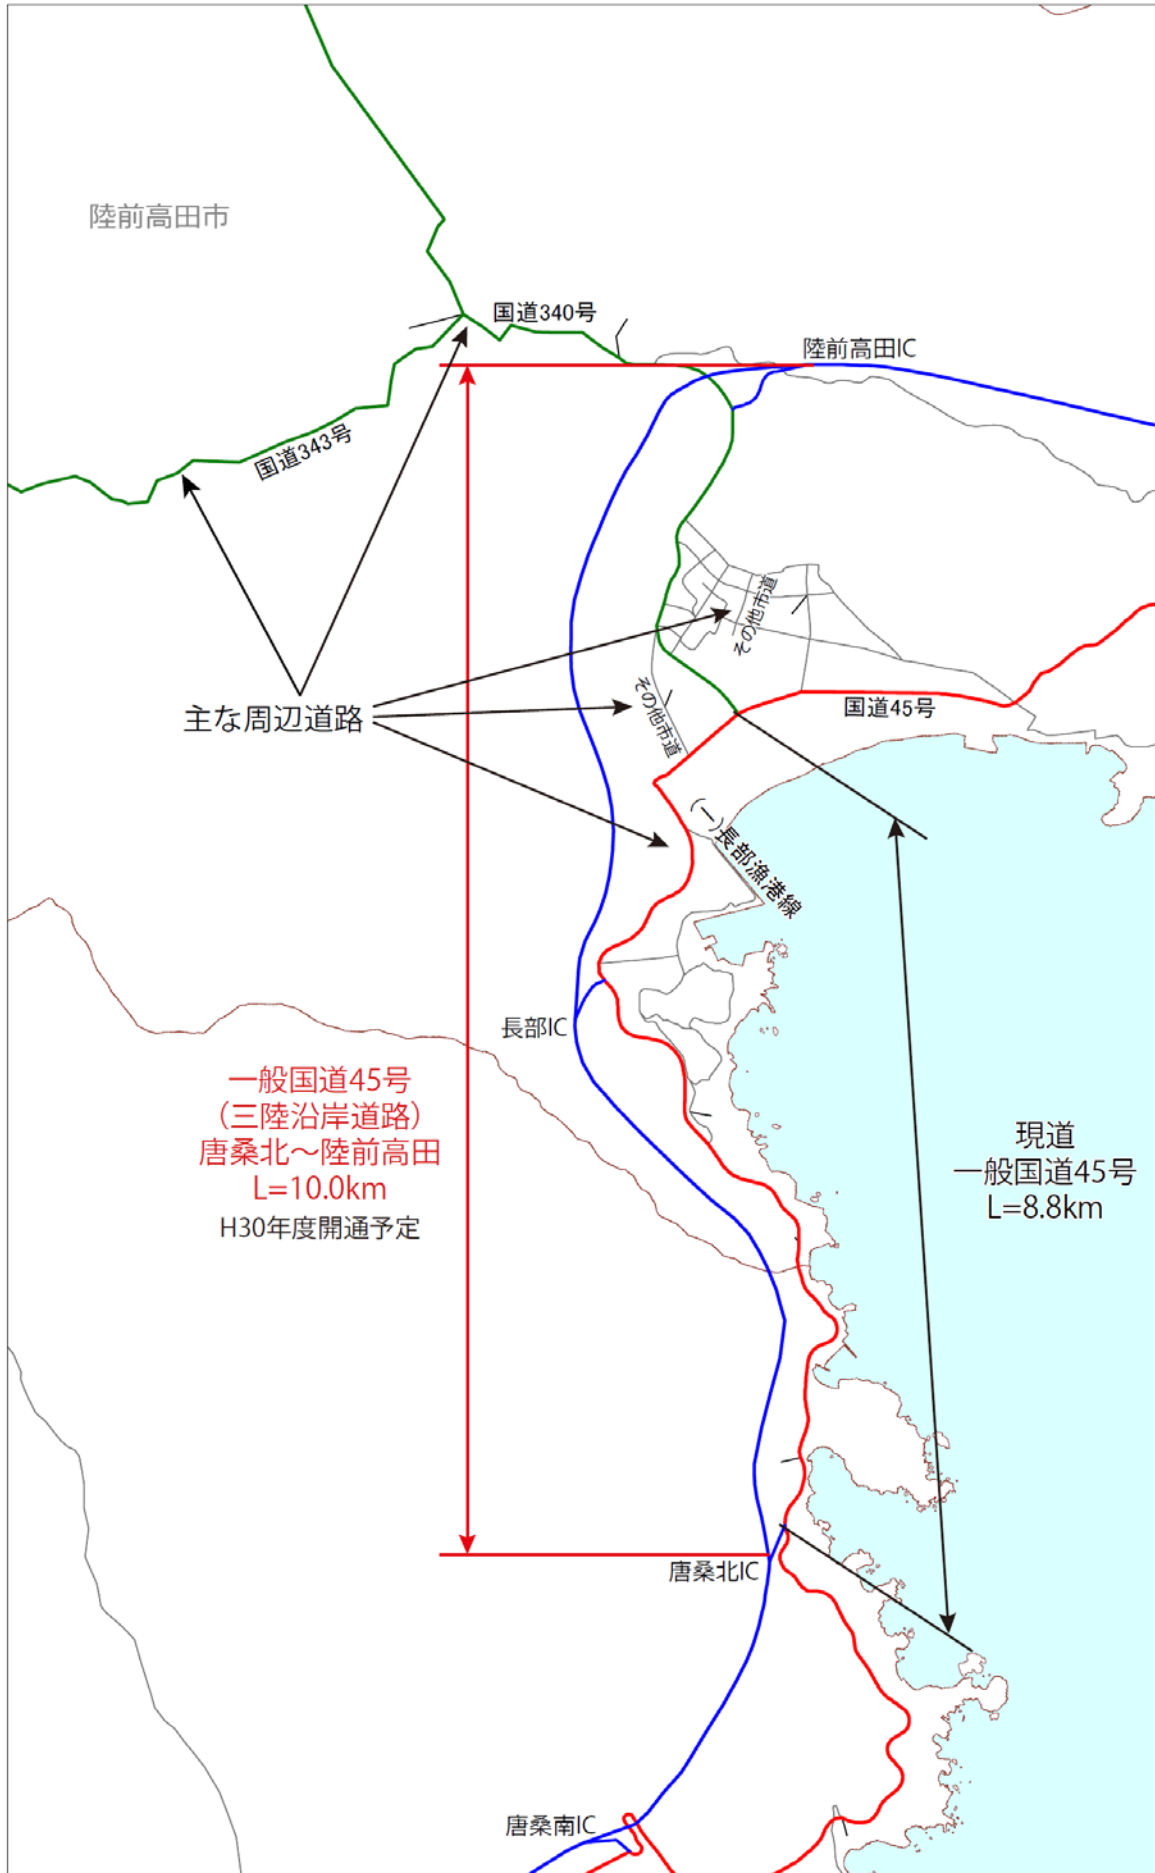 陸前高田市
国道340号
陸前高田IC
国道343号
その他市道
主な周辺道路
その他市道
国道45号
(一)長部漁港線
長部IC
一般国道45号
（三陸沿岸道路）
唐桑北～陸前高田
L=10.0km
H30年度開通予定
現道
一般国道45号
L=8.8km
唐桑北IC
唐桑南IC